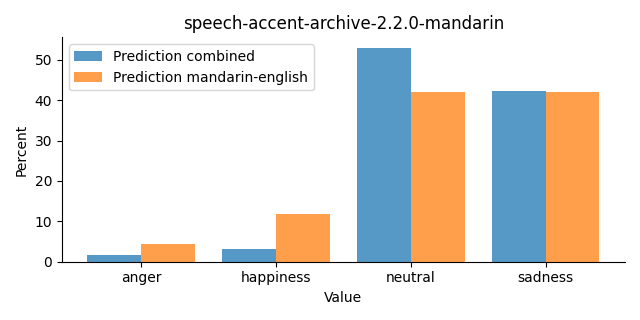 speech-accent-archive-2.2.0-mandarin
Prediction combined
Prediction mandarin-english
Percent
50
40
30
20
10
0
anger happiness neutral sadness
Value